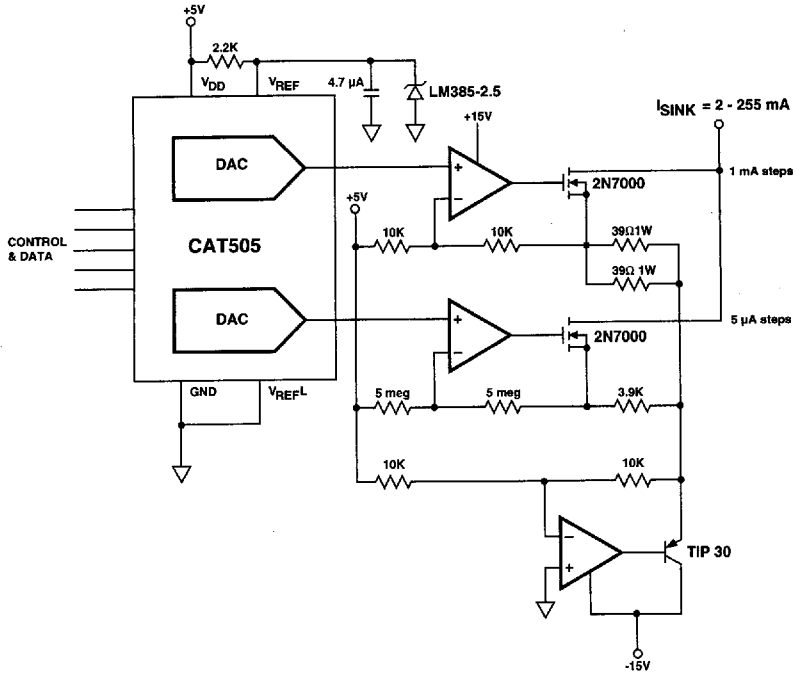 +5V
2.2K
VDD
VREF
4.7 µA
LM385-2.5
+15V
ISINK = 2 - 255 mA
DAC
+
−
2N7000
1 mA steps
+5V
10K
10K
39Ω1W
39Ω 1W
CONTROL
& DATA
CAT505
DAC
+
−
2N7000
5 µA steps
GND
VREFL
5 meg
5 meg
3.9K
10K
10K
−
+
TIP 30
-15V